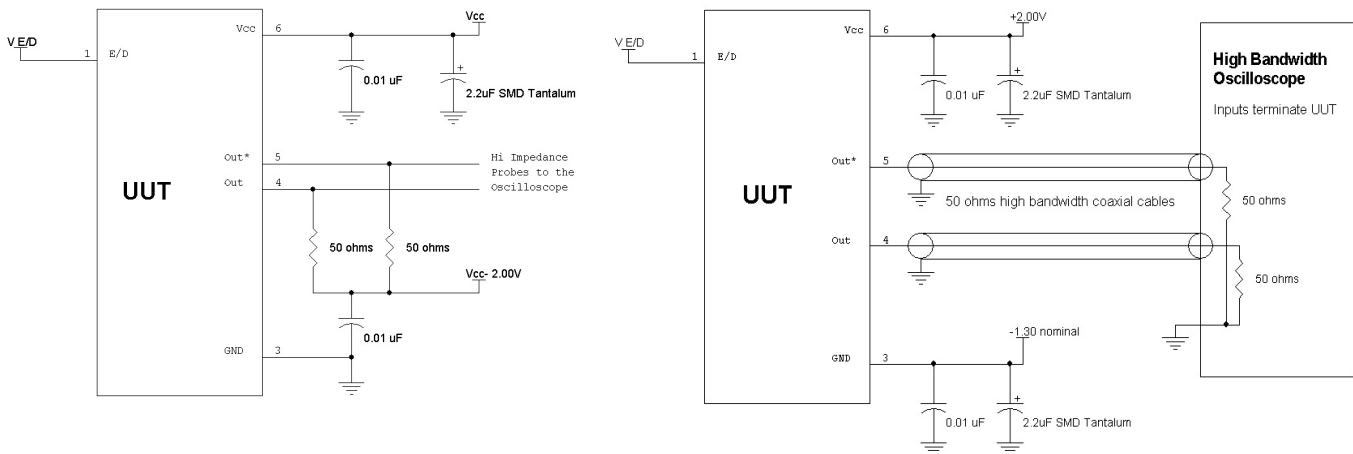 Vcc
V E/D
1
E/D
Vcc
6
0.01 uF
+
2.2uF SMD Tantalum
Out*
5
Hi Impedance
Probes to the
Oscilloscope
Out
4
UUT
50 ohms
50 ohms
Vcc- 2.00V
0.01 uF
GND
3
+2.00V
V E/D
1
E/D
Vcc
6
0.01 uF
+
2.2uF SMD Tantalum
High Bandwidth
Oscilloscope
Inputs terminate UUT
Out*
5
UUT
50 ohms high bandwidth coaxial cables
50 ohms
Out
4
50 ohms
-1.30 nominal
GND
3
0.01 uF
+
2.2uF SMD Tantalum